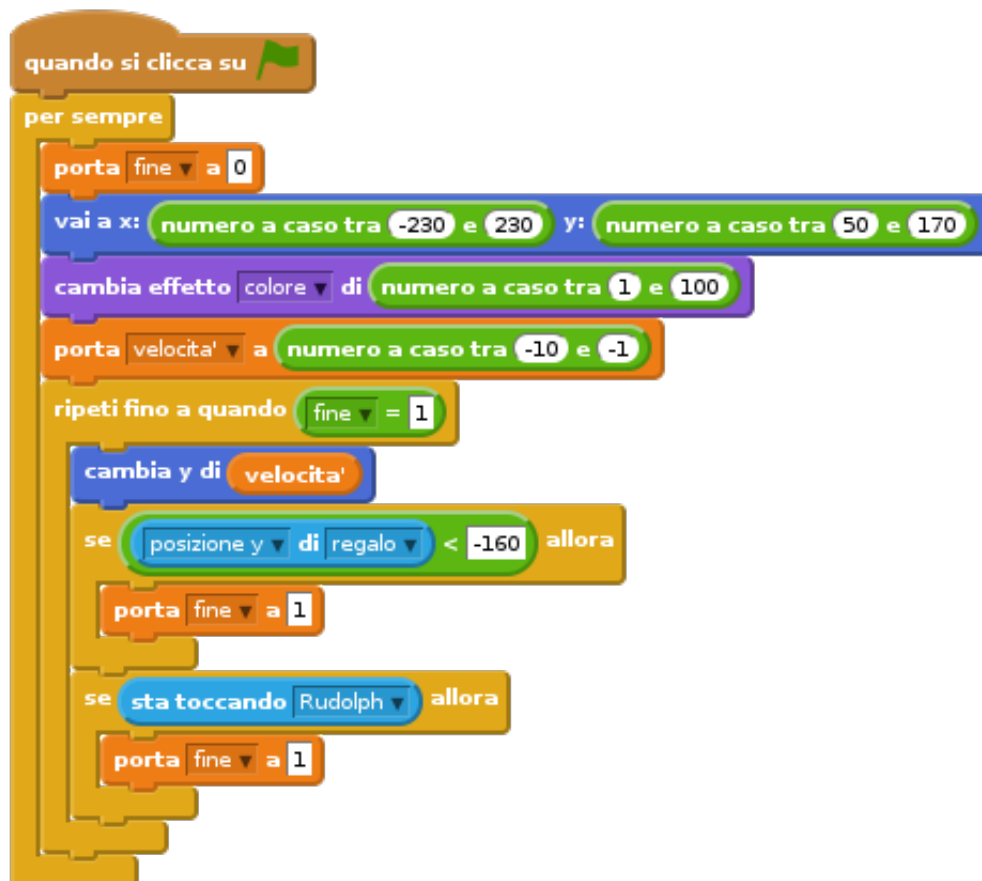 quando si clicca su
per sempre
porta fine a 0
vai a x: numero a caso tra -230 e 230 y: numero a caso tra 50 e 170
cambia effetto colore di numero a caso tra 1 e 100
porta velocita' a numero a caso tra -10 e -1
ripeti fino a quando fine = 1
cambia y di velocita'
se posizione y di regalo < -160 allora
porta fine a 1
se sta toccando Rudolph allora
porta fine a 1